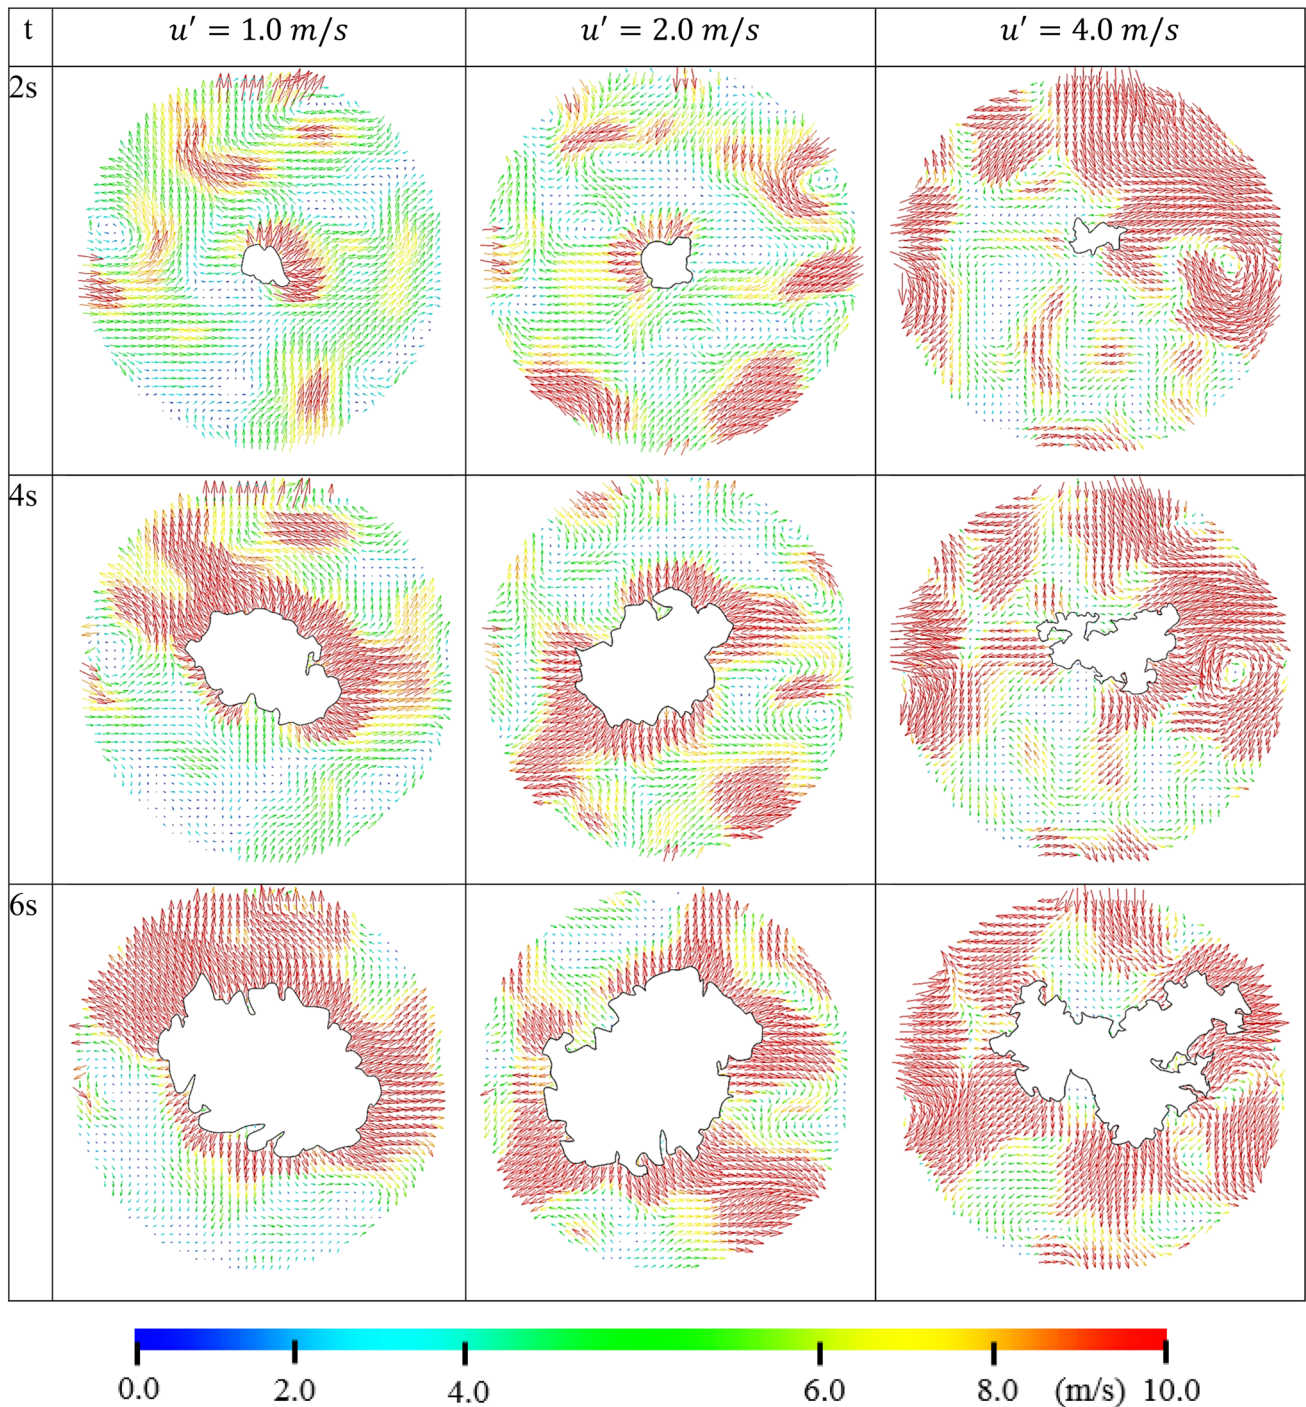 t u′ = 1.0 m/s u′ = 2.0 m/s u′ = 4.0 m/s
2s
4s
6s
0.0 2.0 4.0 6.0 8.0 (m/s) 10.0